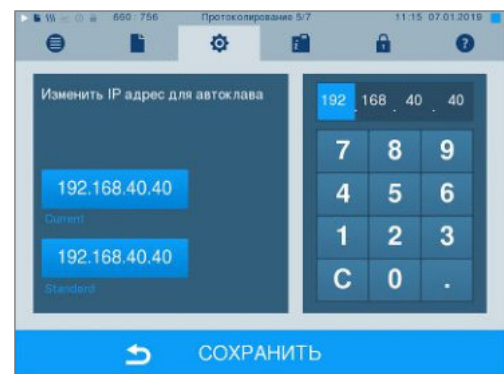 660 : 756 Протоколирование 5/7 11:15 07.01.2019
Изменить IP адрес для автоклава
192.168.40.40
Current
192.168.40.40
Standard
192 . 168 . 40 . 40
7 8 9
4 5 6
1 2 3
C 0 .
СОХРАНИТЬ